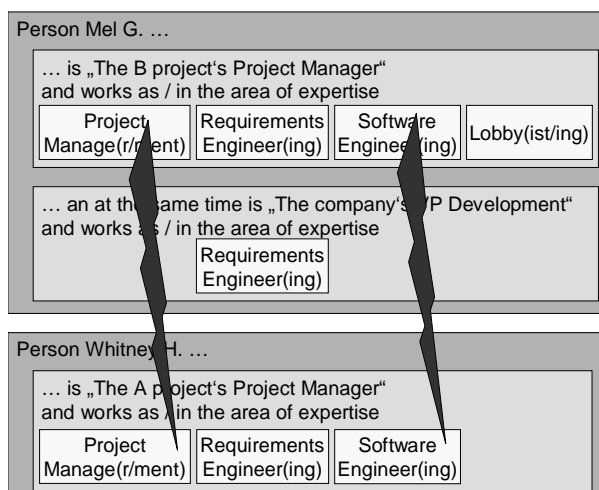 Person Mel G. …
… is „The B project‘s Project Manager“
and works as / in the area of expertise
Project
Manage(r/ment)
Requirements
Engineer(ing)
Software
Engineer(ing)
Lobby(ist/ing)
… an at the same time is „The company‘s Development“
and works as / in the area of expertise
Requirements
Engineer(ing)
Person Whitney H. …
… is „The A project‘s Project Manager“
and works as / in the area of expertise
Project
Manage(r/ment)
Requirements
Engineer(ing)
Software
Engineer(ing)